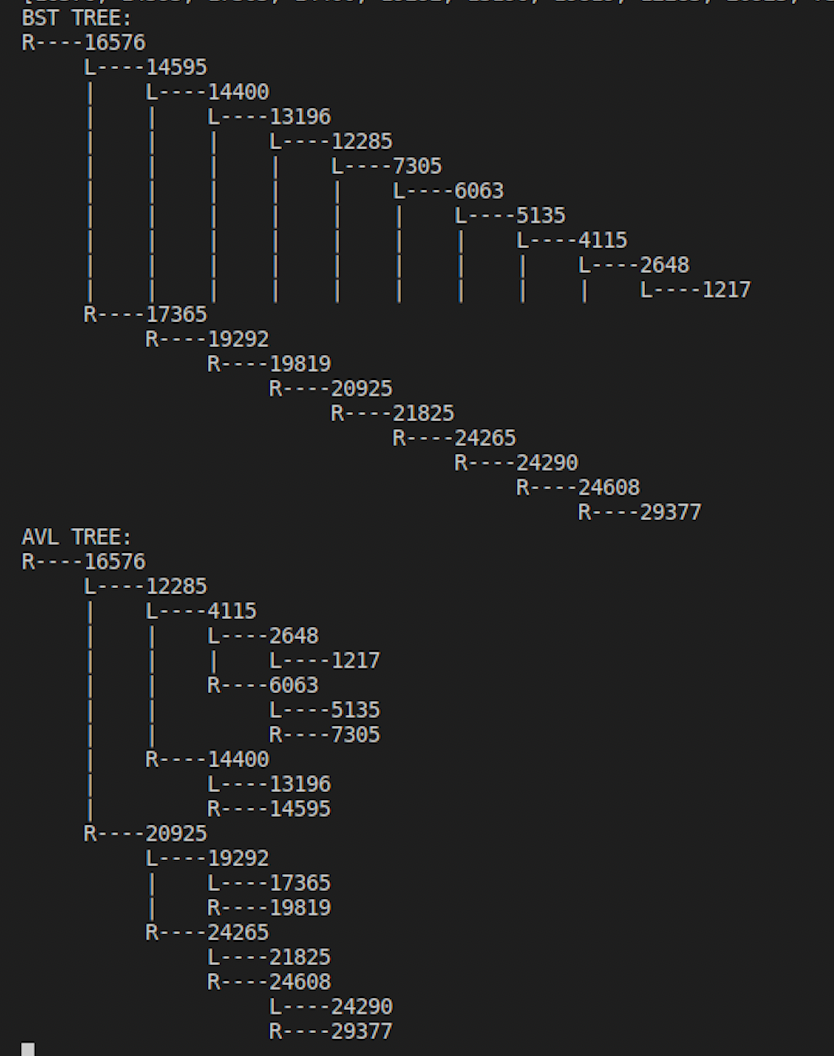 BST TREE:
R----16576
     L----14595
     |    L----14400
     |    |    L----13196
     |    |    |    L----12285
     |    |    |    |    L----7305
     |    |    |    |    |    L----6063
     |    |    |    |    |    |    L----5135
     |    |    |    |    |    |    |    L----4115
     |    |    |    |    |    |    |    |    L----2648
     |    |    |    |    |    |    |    |    |    L----1217
     R----17365
          R----19292
               R----19819
                    R----20925
                         R----21825
                              R----24265
                                   R----24290
                                        R----24608
                                             R----29377
AVL TREE:
R----16576
     L----12285
     |    L----4115
     |    |    L----2648
     |    |    |    L----1217
     |    |    R----6063
     |    |         L----5135
     |    |         R----7305
     |    R----14400
     |         L----13196
     |         R----14595
     R----20925
          L----19292
          |    L----17365
          |    R----19819
          R----24265
               L----21825
               R----24608
                    L----24290
                    R----29377